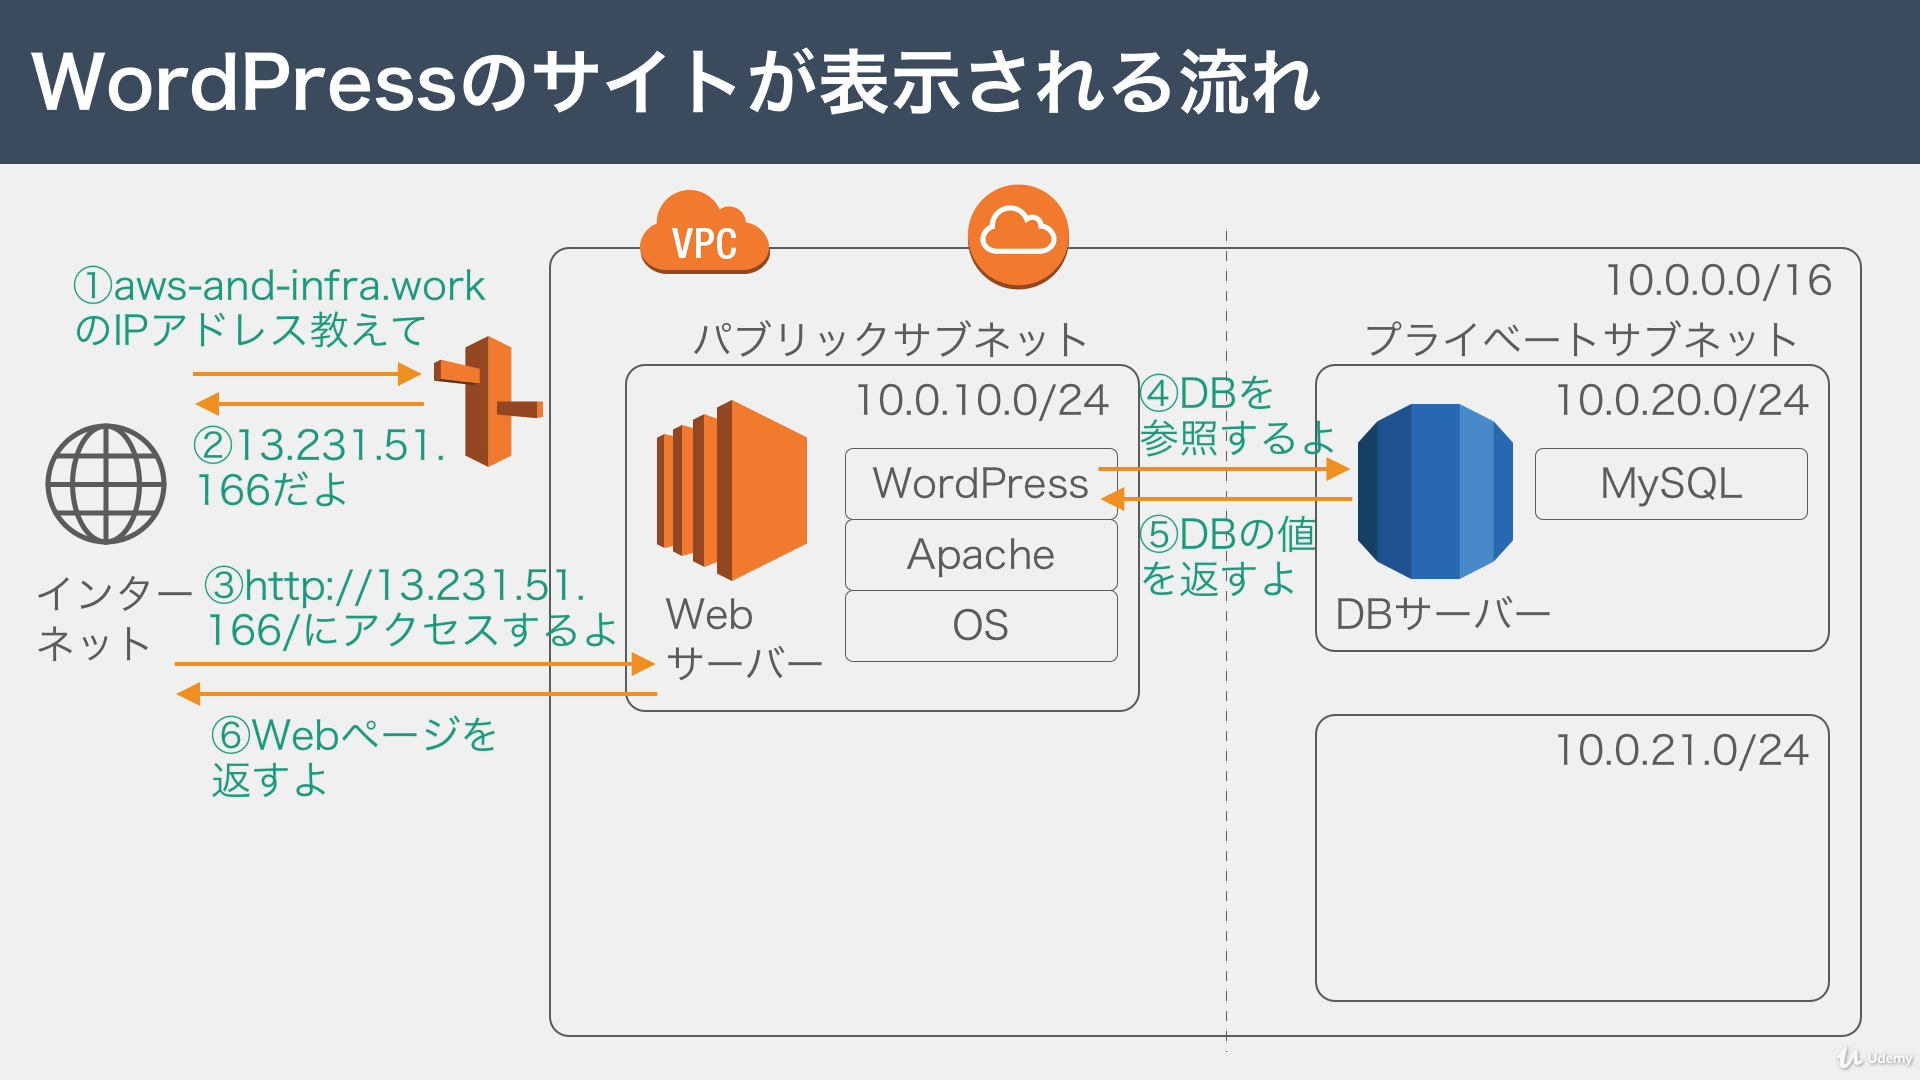 WordPressのサイトが表示される流れ
VPC
10.0.0.0/16
①aws-and-infra.work
のIPアドレス教えて
②13.231.51.
166だよ
インター
ネット
③http://13.231.51.
166/にアクセスするよ
⑥Webページを
返すよ
パブリックサブネット
10.0.10.0/24
WordPress
Apache
OS
Web
サーバー
④DBを
参照するよ
⑤DBの値
を返すよ
プライベートサブネット
10.0.20.0/24
MySQL
DBサーバー
10.0.21.0/24
Udemy